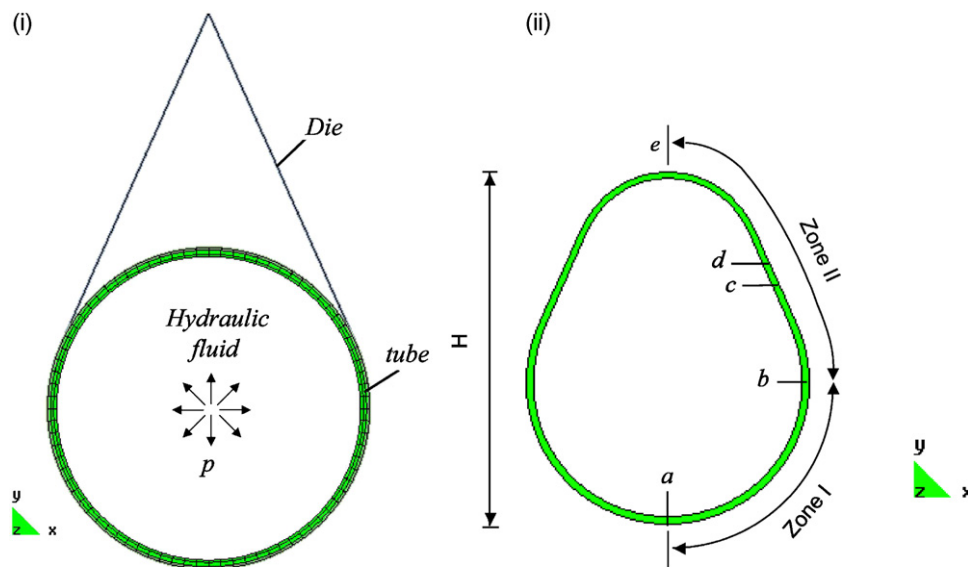 (i)
Die
Hydraulic
fluid
tube
p
y
z
x
(ii)
e
Zone II
d
c
H
b
a
Zone I
y
z
x